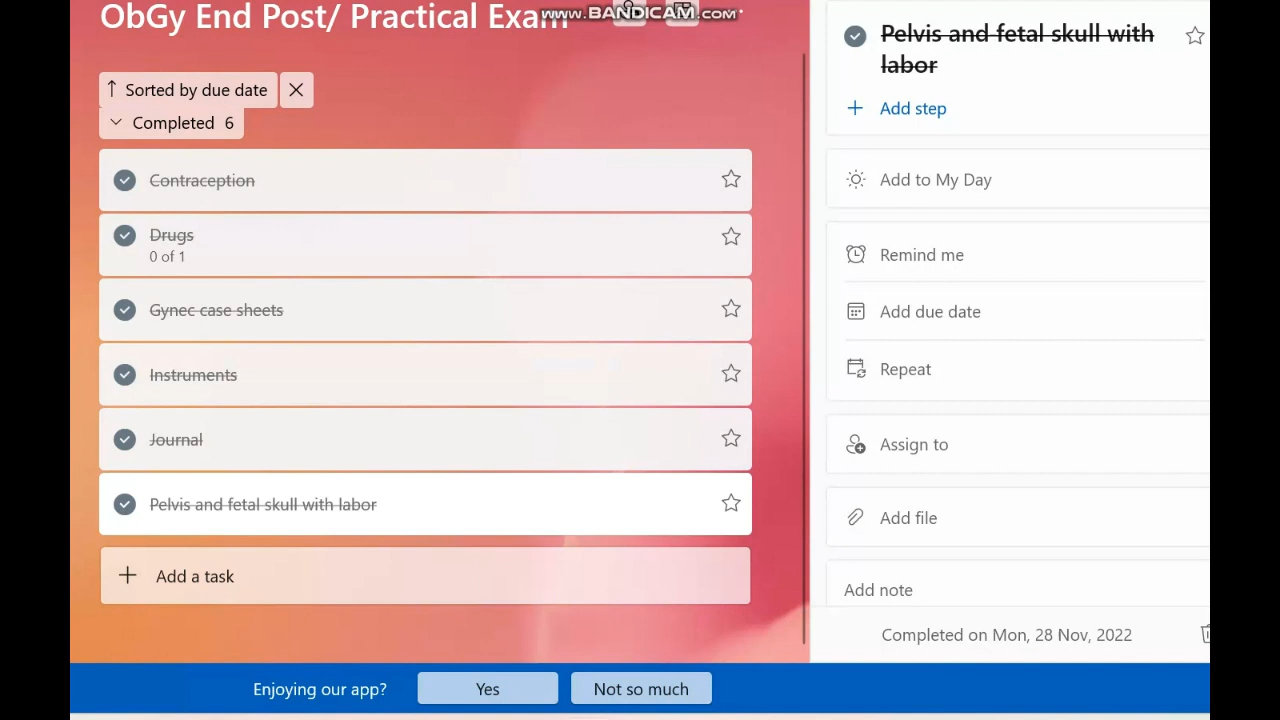 ObGy End Post/ Practical Exam
www.BANDICAM.com
Sorted by due date
Completed 6
Contraception
Drugs
0 of 1
Gynec case sheets
Instruments
Journal
Pelvis and fetal skull with labor
Add a task
Pelvis and fetal skull with
labor
Add step
Add to My Day
Remind me
Add due date
Repeat
Assign to
Add file
Add note
Completed on Mon, 28 Nov, 2022
Enjoying our app?
Yes
Not so much